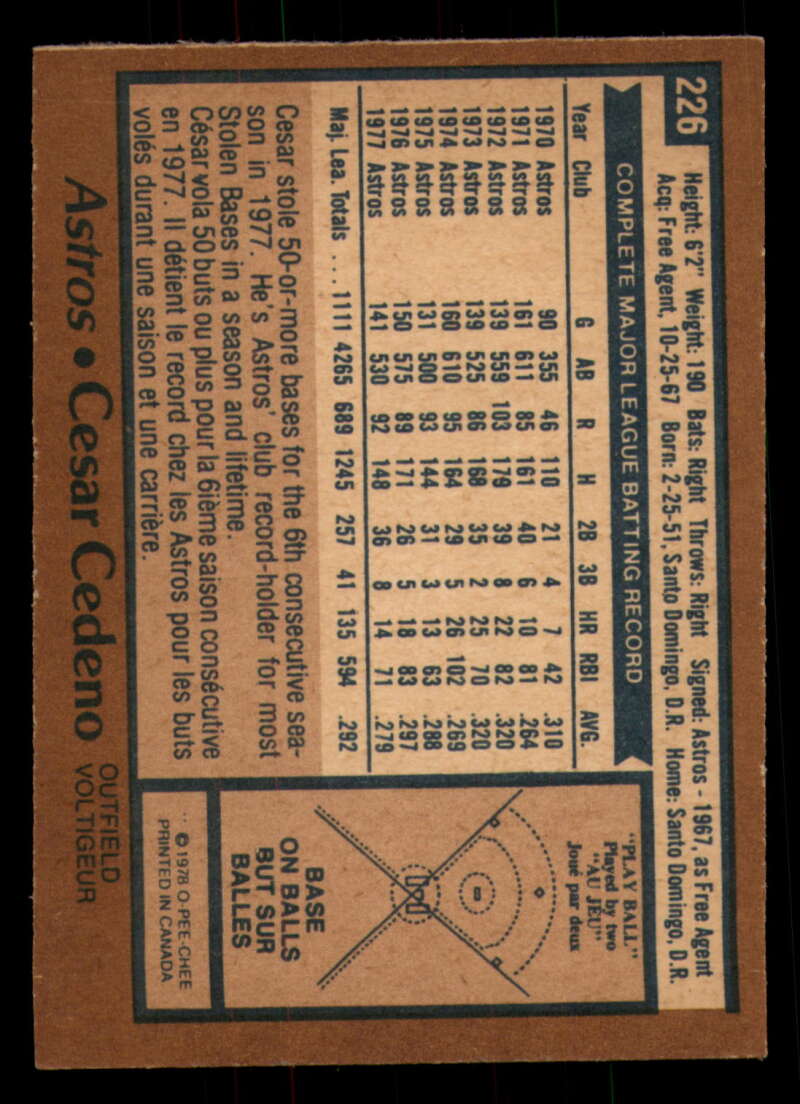 226
Height: 6'2" Weight: 190 Bats: Right Throws: Right Signed: Astros - 1967, as Free Agent
Acq: Free Agent, 10-25-67 Born: 2-25-51, Santo Domingo, D.R. Home: Santo Domingo, D.R.
COMPLETE MAJOR LEAGUE BATTING RECORD
Year Club G AB R H 2B 3B HR RBI AVG.
1970 Astros 90 355 46 110 21 4 7 42 .310
1971 Astros 161 611 85 161 40 6 10 81 .264
1972 Astros 139 559 103 179 39 8 22 82 .320
1973 Astros 139 525 86 168 35 2 25 70 .320
1974 Astros 160 610 95 164 29 5 26 102 .269
1975 Astros 131 500 93 144 31 3 13 63 .288
1976 Astros 150 575 89 171 26 5 18 83 .297
1977 Astros 141 530 92 148 36 8 14 71 .279
Maj. Lea. Totals ... 1111 4265 689 1245 257 41 135 594 .292
Cesar stole 50-or-more bases for the 6th consecutive sea-
son in 1977. He's Astros' club record-holder for most
Stolen Bases in a season and lifetime.
César vola 50 buts ou plus pour la 6ième saison consécutive
en 1977. Il détient le record chez les Astros pour les buts
volés durant une saison et une carrière.
"PLAY BALL"
Played by two
"AU JEU"
Joué par deux
BASE
ON BALLS
BUT SUR
BALLES
© 1978 O-PEE-CHEE
PRINTED IN CANADA
Astros • Cesar Cedeno
OUTFIELD
VOLTIGEUR